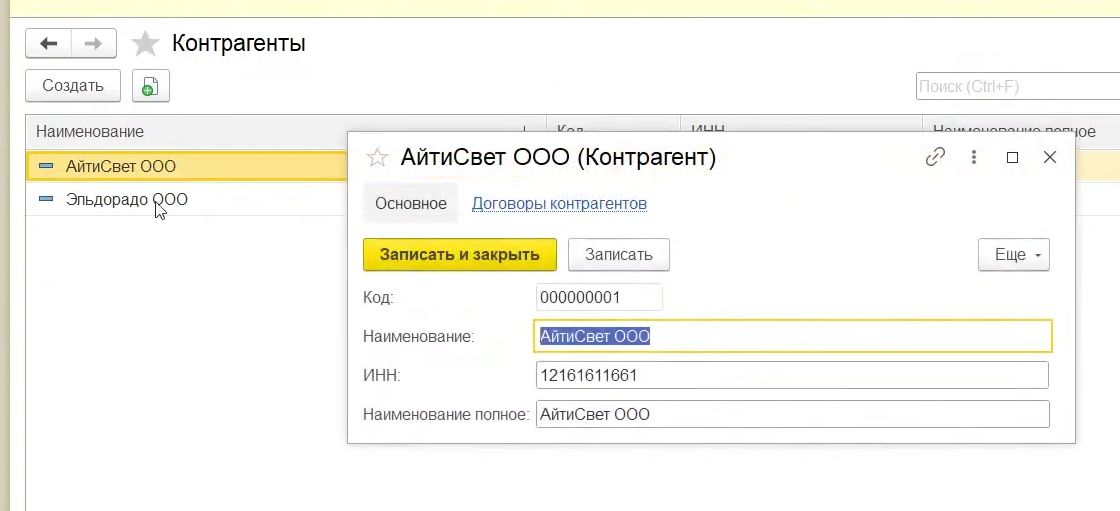 Контрагенты
Создать
Поиск (Ctrl+F)
Наименование Код ИНН Наименование полное
АйтиСвет ООО
Эльдорадо ООО
АйтиСвет ООО (Контрагент)
Основное Договоры контрагентов
Записать и закрыть Записать Еще
Код: 000000001
Наименование: АйтиСвет ООО
ИНН: 12161611661
Наименование полное: АйтиСвет ООО